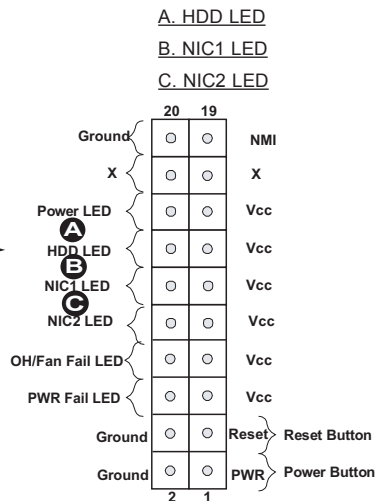 A. HDD LED
B. NIC1 LED
C. NIC2 LED
20 19
Ground NMI
X X
Power LED Vcc
A
HDD LED Vcc
B
NIC1 LED Vcc
C
NIC2 LED Vcc
OH/Fan Fail LED Vcc
PWR Fail LED Vcc
Ground Reset Reset Button
Ground PWR Power Button
2 1